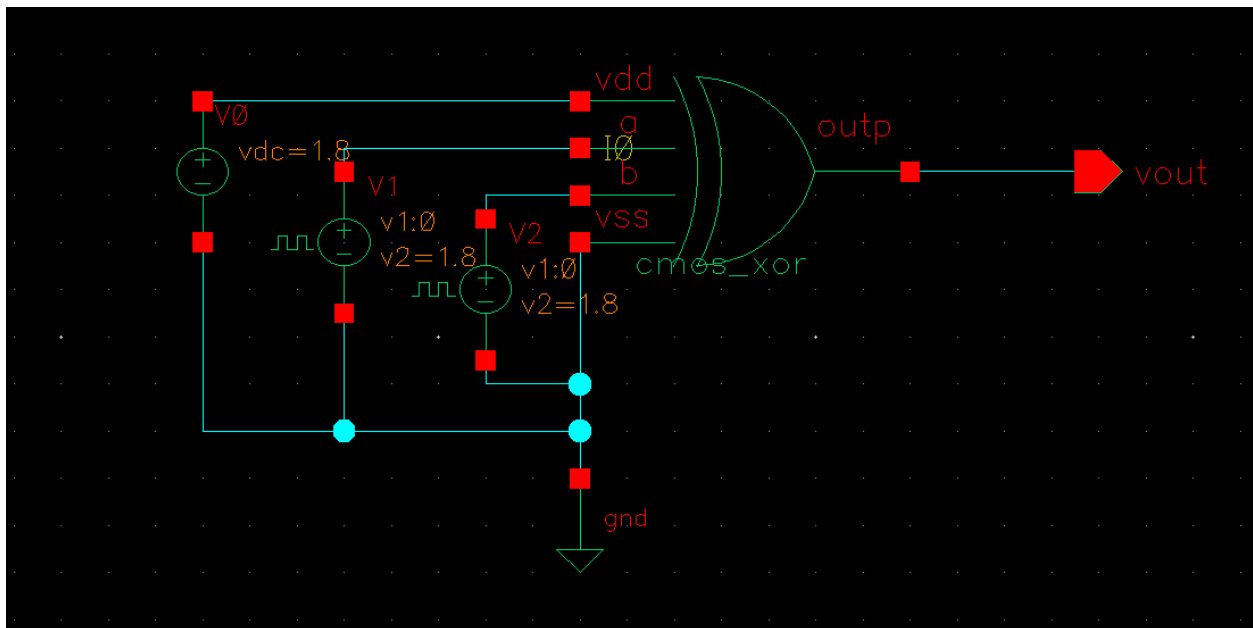 vdd
V0
a
outp
vdc=1.8
I0
b
vout
V1
v1:0
vss
V2
v2=1.8
cmos_xor
v1:0
v2=1.8
gnd